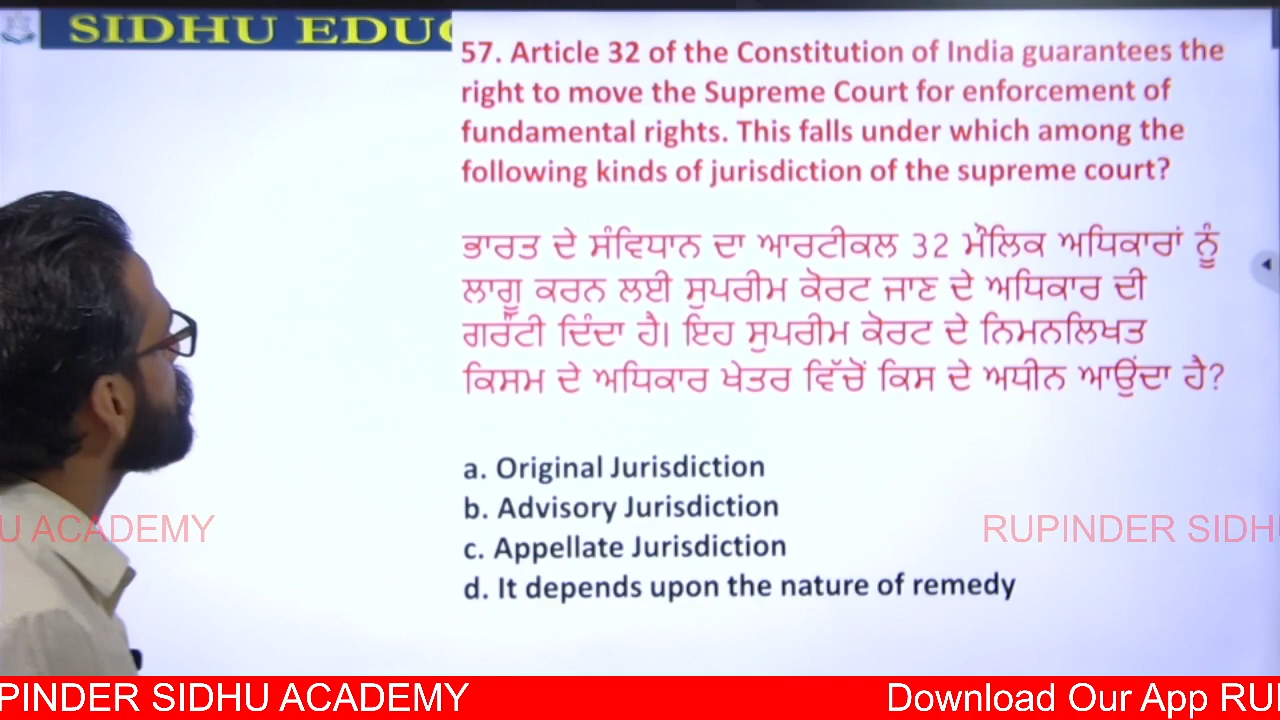 SIDHU EDUC
57. Article 32 of the Constitution of India guarantees the
right to move the Supreme Court for enforcement of
fundamental rights. This falls under which among the
following kinds of jurisdiction of the supreme court?
ਭਾਰਤ ਦੇ ਸੰਵਿਧਾਨ ਦਾ ਆਰਟੀਕਲ 32 ਮੌਲਿਕ ਅਧਿਕਾਰਾਂ ਨੂੰ
ਲਾਗੂ ਕਰਨ ਲਈ ਸੁਪਰੀਮ ਕੋਰਟ ਜਾਣ ਦੇ ਅਧਿਕਾਰ ਦੀ
ਗਰੰਟੀ ਦਿੰਦਾ ਹੈ। ਇਹ ਸੁਪਰੀਮ ਕੋਰਟ ਦੇ ਨਿਮਨਲਿਖਤ
ਕਿਸਮ ਦੇ ਅਧਿਕਾਰ ਖੇਤਰ ਵਿੱਚੋਂ ਕਿਸ ਦੇ ਅਧੀਨ ਆਉਂਦਾ ਹੈ?
a. Original Jurisdiction
b. Advisory Jurisdiction
c. Appellate Jurisdiction
d. It depends upon the nature of remedy
U ACADEMY
RUPINDER SIDHU
PINDER SIDHU ACADEMY
Download Our App RU